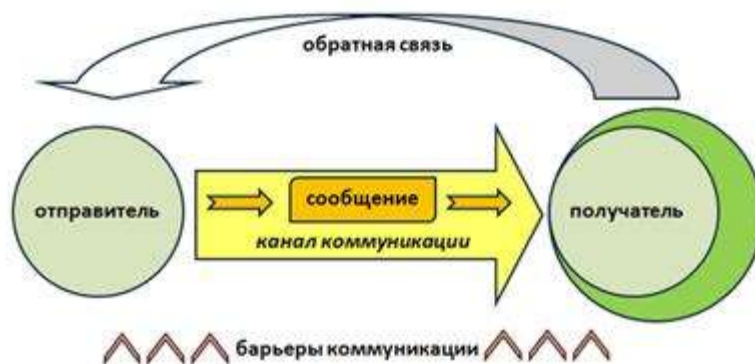 обратная связь
отправитель
сообщение
получатель
канал коммуникации
барьеры коммуникации